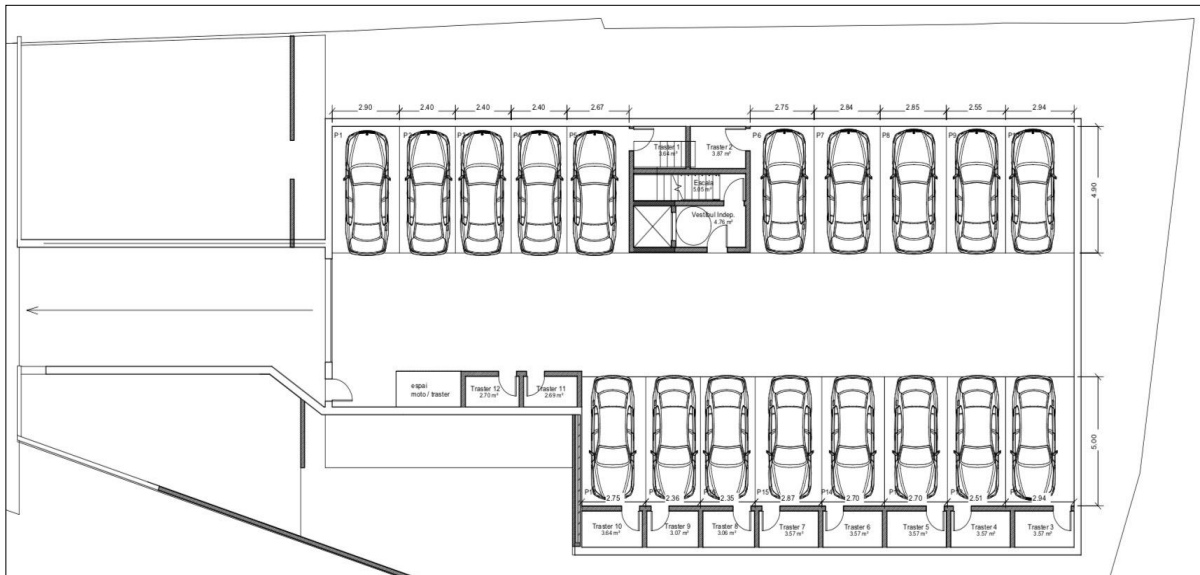 2.90 2.40 2.40 2.40 2.67 2.75 2.84 2.85 2.55 2.94
P1 P2 P3 P4 P5 P6 P7 P8 P9
Traster 1
3.64 m²
Traster 2
3.87 m²
Escala
Vestíbul Indep.
4.76 m²
4.90
espai
moto / traster
Traster 12
2.70 m²
Traster 11
2.69 m²
5.00
P15 P14
2.75 2.36 2.35 2.87 2.70 2.70 2.51 2.94
Traster 10
3.64 m²
Traster 9
3.07 m²
Traster 8
3.06 m²
Traster 7
3.57 m²
Traster 6
3.57 m²
Traster 5
3.57 m²
Traster 4
3.57 m²
Traster 3
3.57 m²